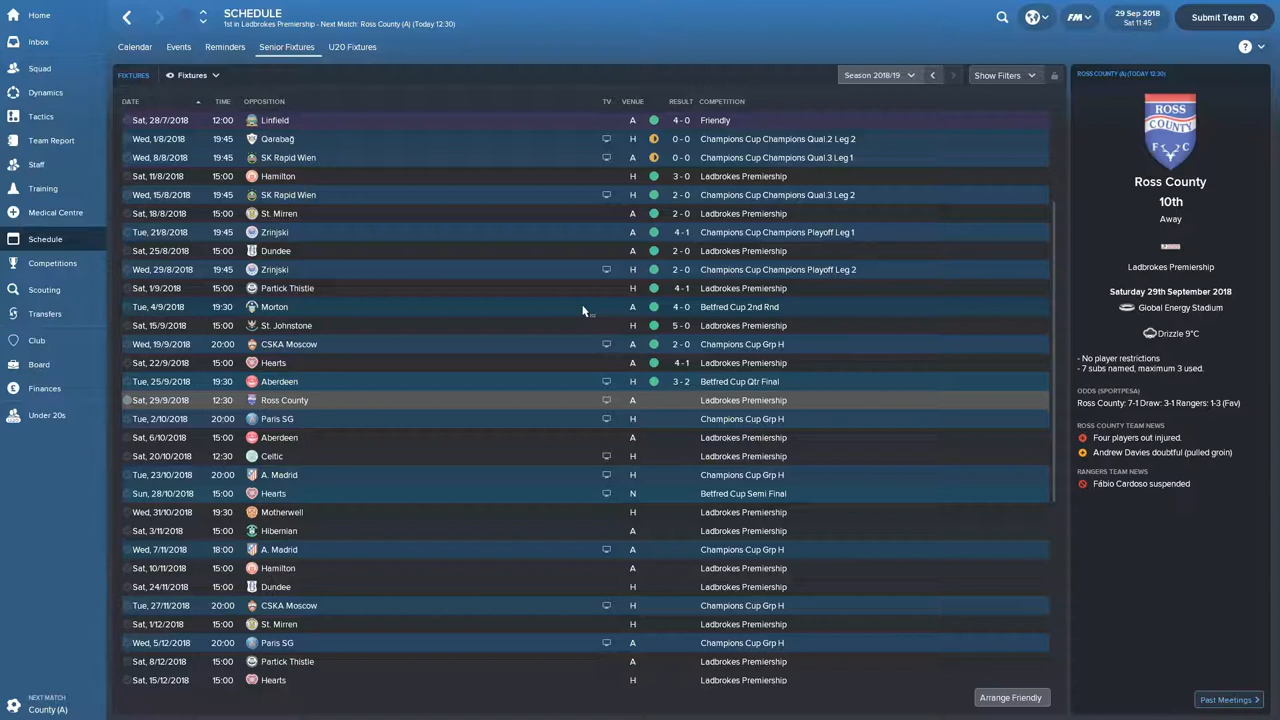 Home
Inbox
Squad
Dynamics
Tactics
Team Report
Staff
Training
Medical Centre
Schedule
Competitions
Scouting
Transfers
Club
Board
Finances
Under 20s
NEXT MATCH
County (A)
SCHEDULE
1st in Ladbrokes Premiership - Next Match: Ross County (A) (Today 12:30)
FM
29 Sep 2018
Sat 11:45
Submit Team
Calendar Events Reminders Senior Fixtures U20 Fixtures
?
FIXTURES Fixtures Season 2018/19 Show Filters
DATE TIME OPPOSITION TV VENUE RESULT COMPETITION
Sat, 28/7/2018 12:00 Linfield A 4 - 0 Friendly
Wed, 1/8/2018 19:45 Qarabağ H 0 - 0 Champions Cup Champions Qual.2 Leg 2
Wed, 8/8/2018 19:45 SK Rapid Wien A 0 - 0 Champions Cup Champions Qual.3 Leg 1
Sat, 11/8/2018 15:00 Hamilton H 3 - 0 Ladbrokes Premiership
Wed, 15/8/2018 19:45 SK Rapid Wien H 2 - 0 Champions Cup Champions Qual.3 Leg 2
Sat, 18/8/2018 15:00 St. Mirren A 2 - 0 Ladbrokes Premiership
Tue, 21/8/2018 19:45 Zrinjski A 4 - 1 Champions Cup Champions Playoff Leg 1
Sat, 25/8/2018 15:00 Dundee A 2 - 0 Ladbrokes Premiership
Wed, 29/8/2018 19:45 Zrinjski H 2 - 0 Champions Cup Champions Playoff Leg 2
Sat, 1/9/2018 15:00 Partick Thistle H 4 - 1 Ladbrokes Premiership
Tue, 4/9/2018 19:30 Morton A 4 - 0 Betfred Cup 2nd Rnd
Sat, 15/9/2018 15:00 St. Johnstone H 5 - 0 Ladbrokes Premiership
Wed, 19/9/2018 20:00 CSKA Moscow A 2 - 0 Champions Cup Grp H
Sat, 22/9/2018 15:00 Hearts A 4 - 1 Ladbrokes Premiership
Tue, 25/9/2018 19:30 Aberdeen H 3 - 2 Betfred Cup Qtr Final
Sat, 29/9/2018 12:30 Ross County A Ladbrokes Premiership
Tue, 2/10/2018 20:00 Paris SG H Champions Cup Grp H
Sat, 6/10/2018 15:00 Aberdeen A Ladbrokes Premiership
Sat, 20/10/2018 12:30 Celtic H Ladbrokes Premiership
Tue, 23/10/2018 20:00 A. Madrid H Champions Cup Grp H
Sun, 28/10/2018 15:00 Hearts N Betfred Cup Semi Final
Wed, 31/10/2018 19:30 Motherwell H Ladbrokes Premiership
Sat, 3/11/2018 15:00 Hibernian A Ladbrokes Premiership
Wed, 7/11/2018 18:00 A. Madrid A Champions Cup Grp H
Sat, 10/11/2018 15:00 Hamilton A Ladbrokes Premiership
Sat, 24/11/2018 15:00 Dundee H Ladbrokes Premiership
Tue, 27/11/2018 20:00 CSKA Moscow H Champions Cup Grp H
Sat, 1/12/2018 15:00 St. Mirren H Ladbrokes Premiership
Wed, 5/12/2018 20:00 Paris SG A Champions Cup Grp H
Sat, 8/12/2018 15:00 Partick Thistle A Ladbrokes Premiership
Sat, 15/12/2018 15:00 Hearts H Ladbrokes Premiership
Arrange Friendly
ROSS COUNTY (A) (TODAY 12:30)
ROSS
COUNTY
F C
Ross County
10th
Away
Ladbrokes Premiership
Saturday 29th September 2018
Global Energy Stadium
Drizzle 9°C
- No player restrictions
- 7 subs named, maximum 3 used.
ODDS (SPORTPESA)
Ross County: 7-1 Draw: 3-1 Rangers: 1-3 (Fav)
ROSS COUNTY TEAM NEWS
Four players out injured.
Andrew Davies doubtful (pulled groin)
RANGERS TEAM NEWS
Fábio Cardoso suspended
Past Meetings